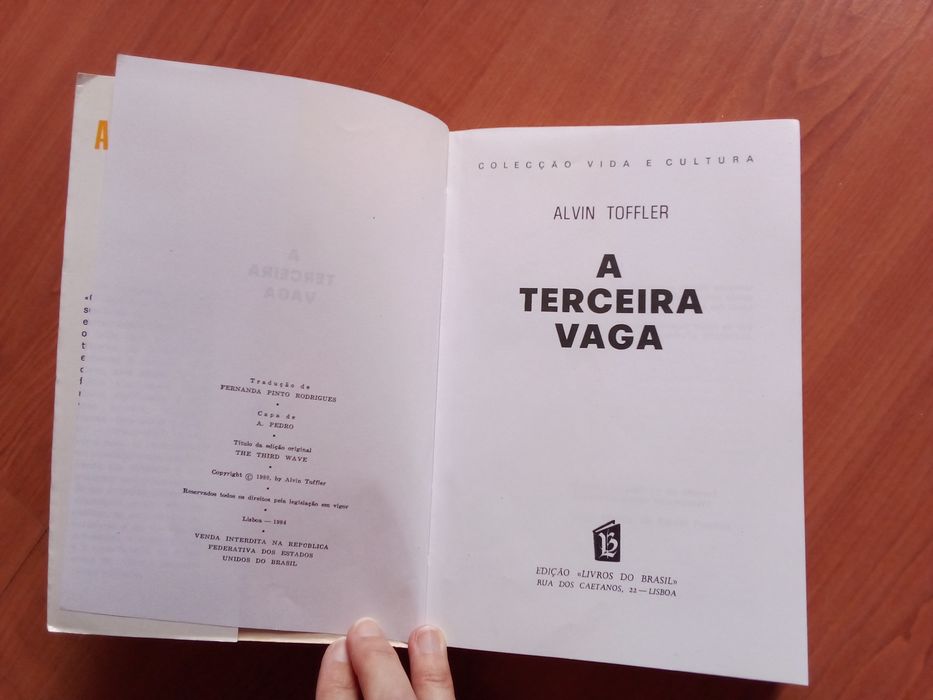 A
Tradução de
FERNANDA PINTO RODRIGUES
Capa de
A. PEDRO
Título da edição original
THE THIRD WAVE
Copyright © 1980, by Alvin Toffler
Reservados todos os direitos pela legislação em vigor
Lisboa — 1984
VENDA INTERDITA NA REPÚBLICA
FEDERATIVA DOS ESTADOS
UNIDOS DO BRASIL
COLECÇÃO VIDA E CULTURA
ALVIN TOFFLER
A
TERCEIRA
VAGA
LB
EDIÇÃO «LIVROS DO BRASIL»
RUA DOS CAETANOS, 22 — LISBOA